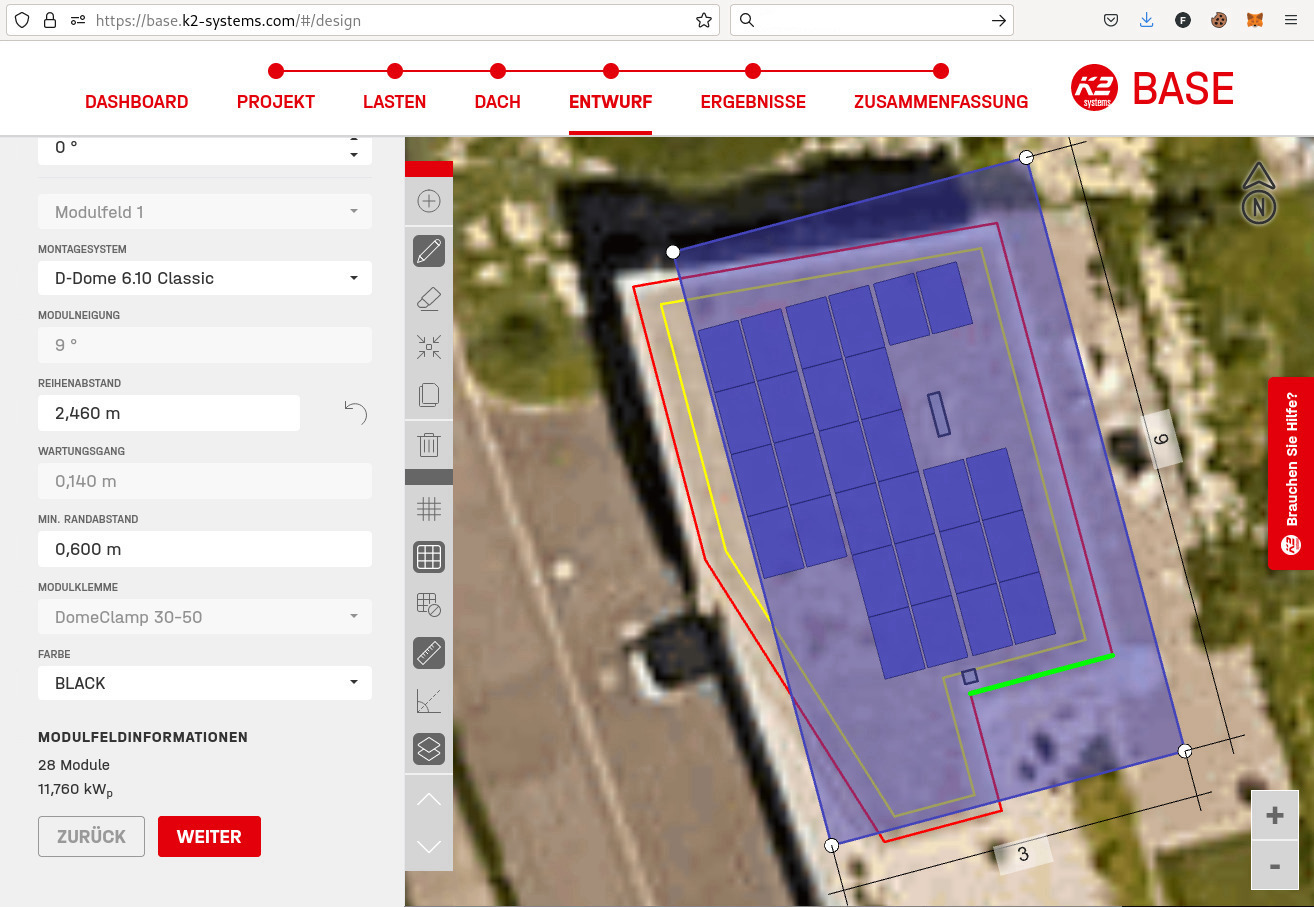 https://base.k2-systems.com/#/design
F
DASHBOARD
PROJEKT
LASTEN
DACH
ENTWURF
ERGEBNISSE
ZUSAMMENFASSUNG
K2
systems
BASE
0 °
Modulfeld 1
MONTAGESYSTEM
D-Dome 6.10 Classic
MODULNEIGUNG
9 °
REIHENABSTAND
2,460 m
WARTUNGSGANG
0,140 m
MIN. RANDABSTAND
0,600 m
MODULKLEMME
DomeClamp 30-50
FARBE
BLACK
MODULFELDINFORMATIONEN
28 Module
11,760 kWp
ZURÜCK
WEITER
N
9
3
Brauchen Sie Hilfe?
K2
+
-